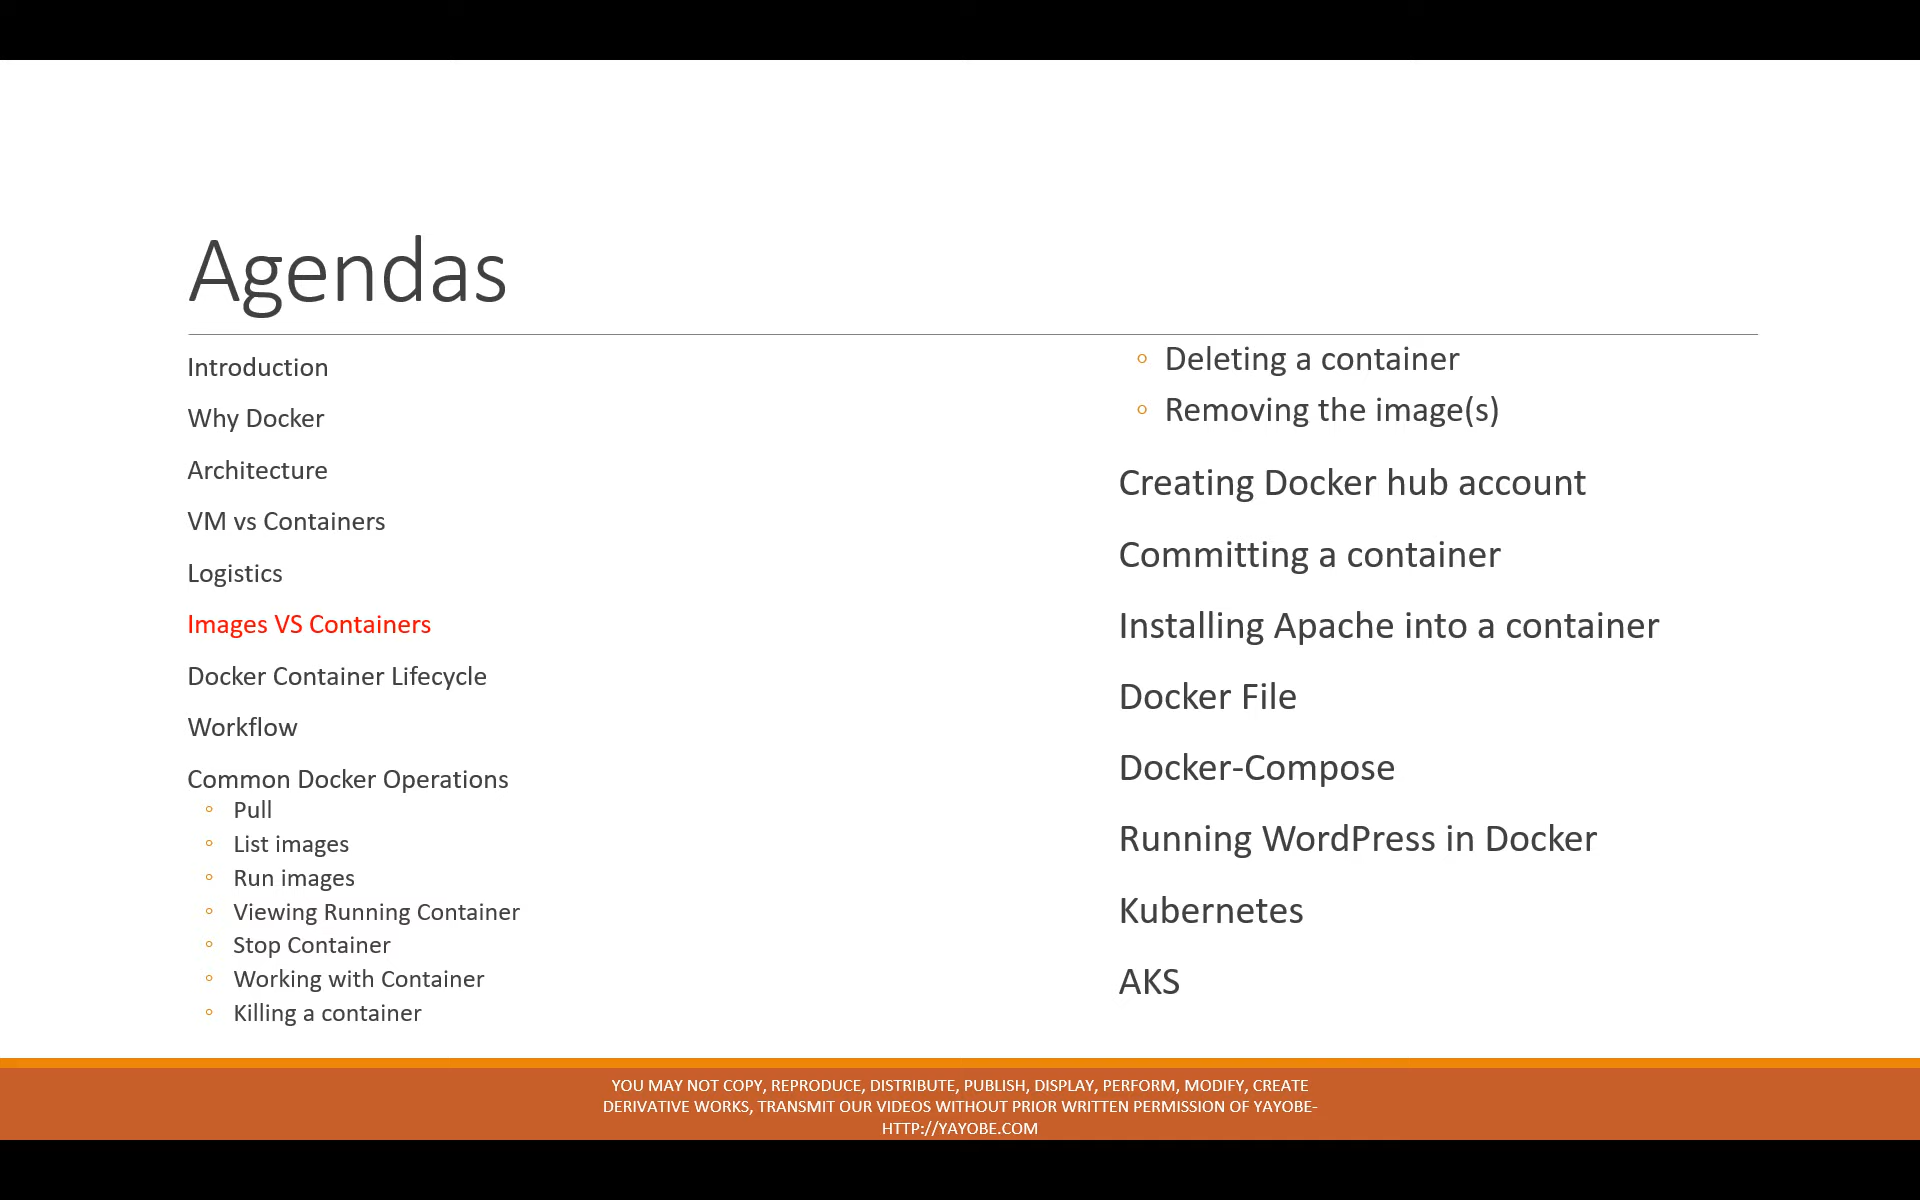 Agendas
Introduction
Why Docker
Architecture
VM vs Containers
Logistics
Images VS Containers
Docker Container Lifecycle
Workflow
Common Docker Operations
Pull
List images
Run images
Viewing Running Container
Stop Container
Working with Container
Killing a container
Deleting a container
Removing the image(s)
Creating Docker hub account
Committing a container
Installing Apache into a container
Docker File
Docker-Compose
Running WordPress in Docker
Kubernetes
AKS
YOU MAY NOT COPY, REPRODUCE, DISTRIBUTE, PUBLISH, DISPLAY, PERFORM, MODIFY, CREATE
DERIVATIVE WORKS, TRANSMIT OUR VIDEOS WITHOUT PRIOR WRITTEN PERMISSION OF YAYOBE-
HTTP://YAYOBE.COM